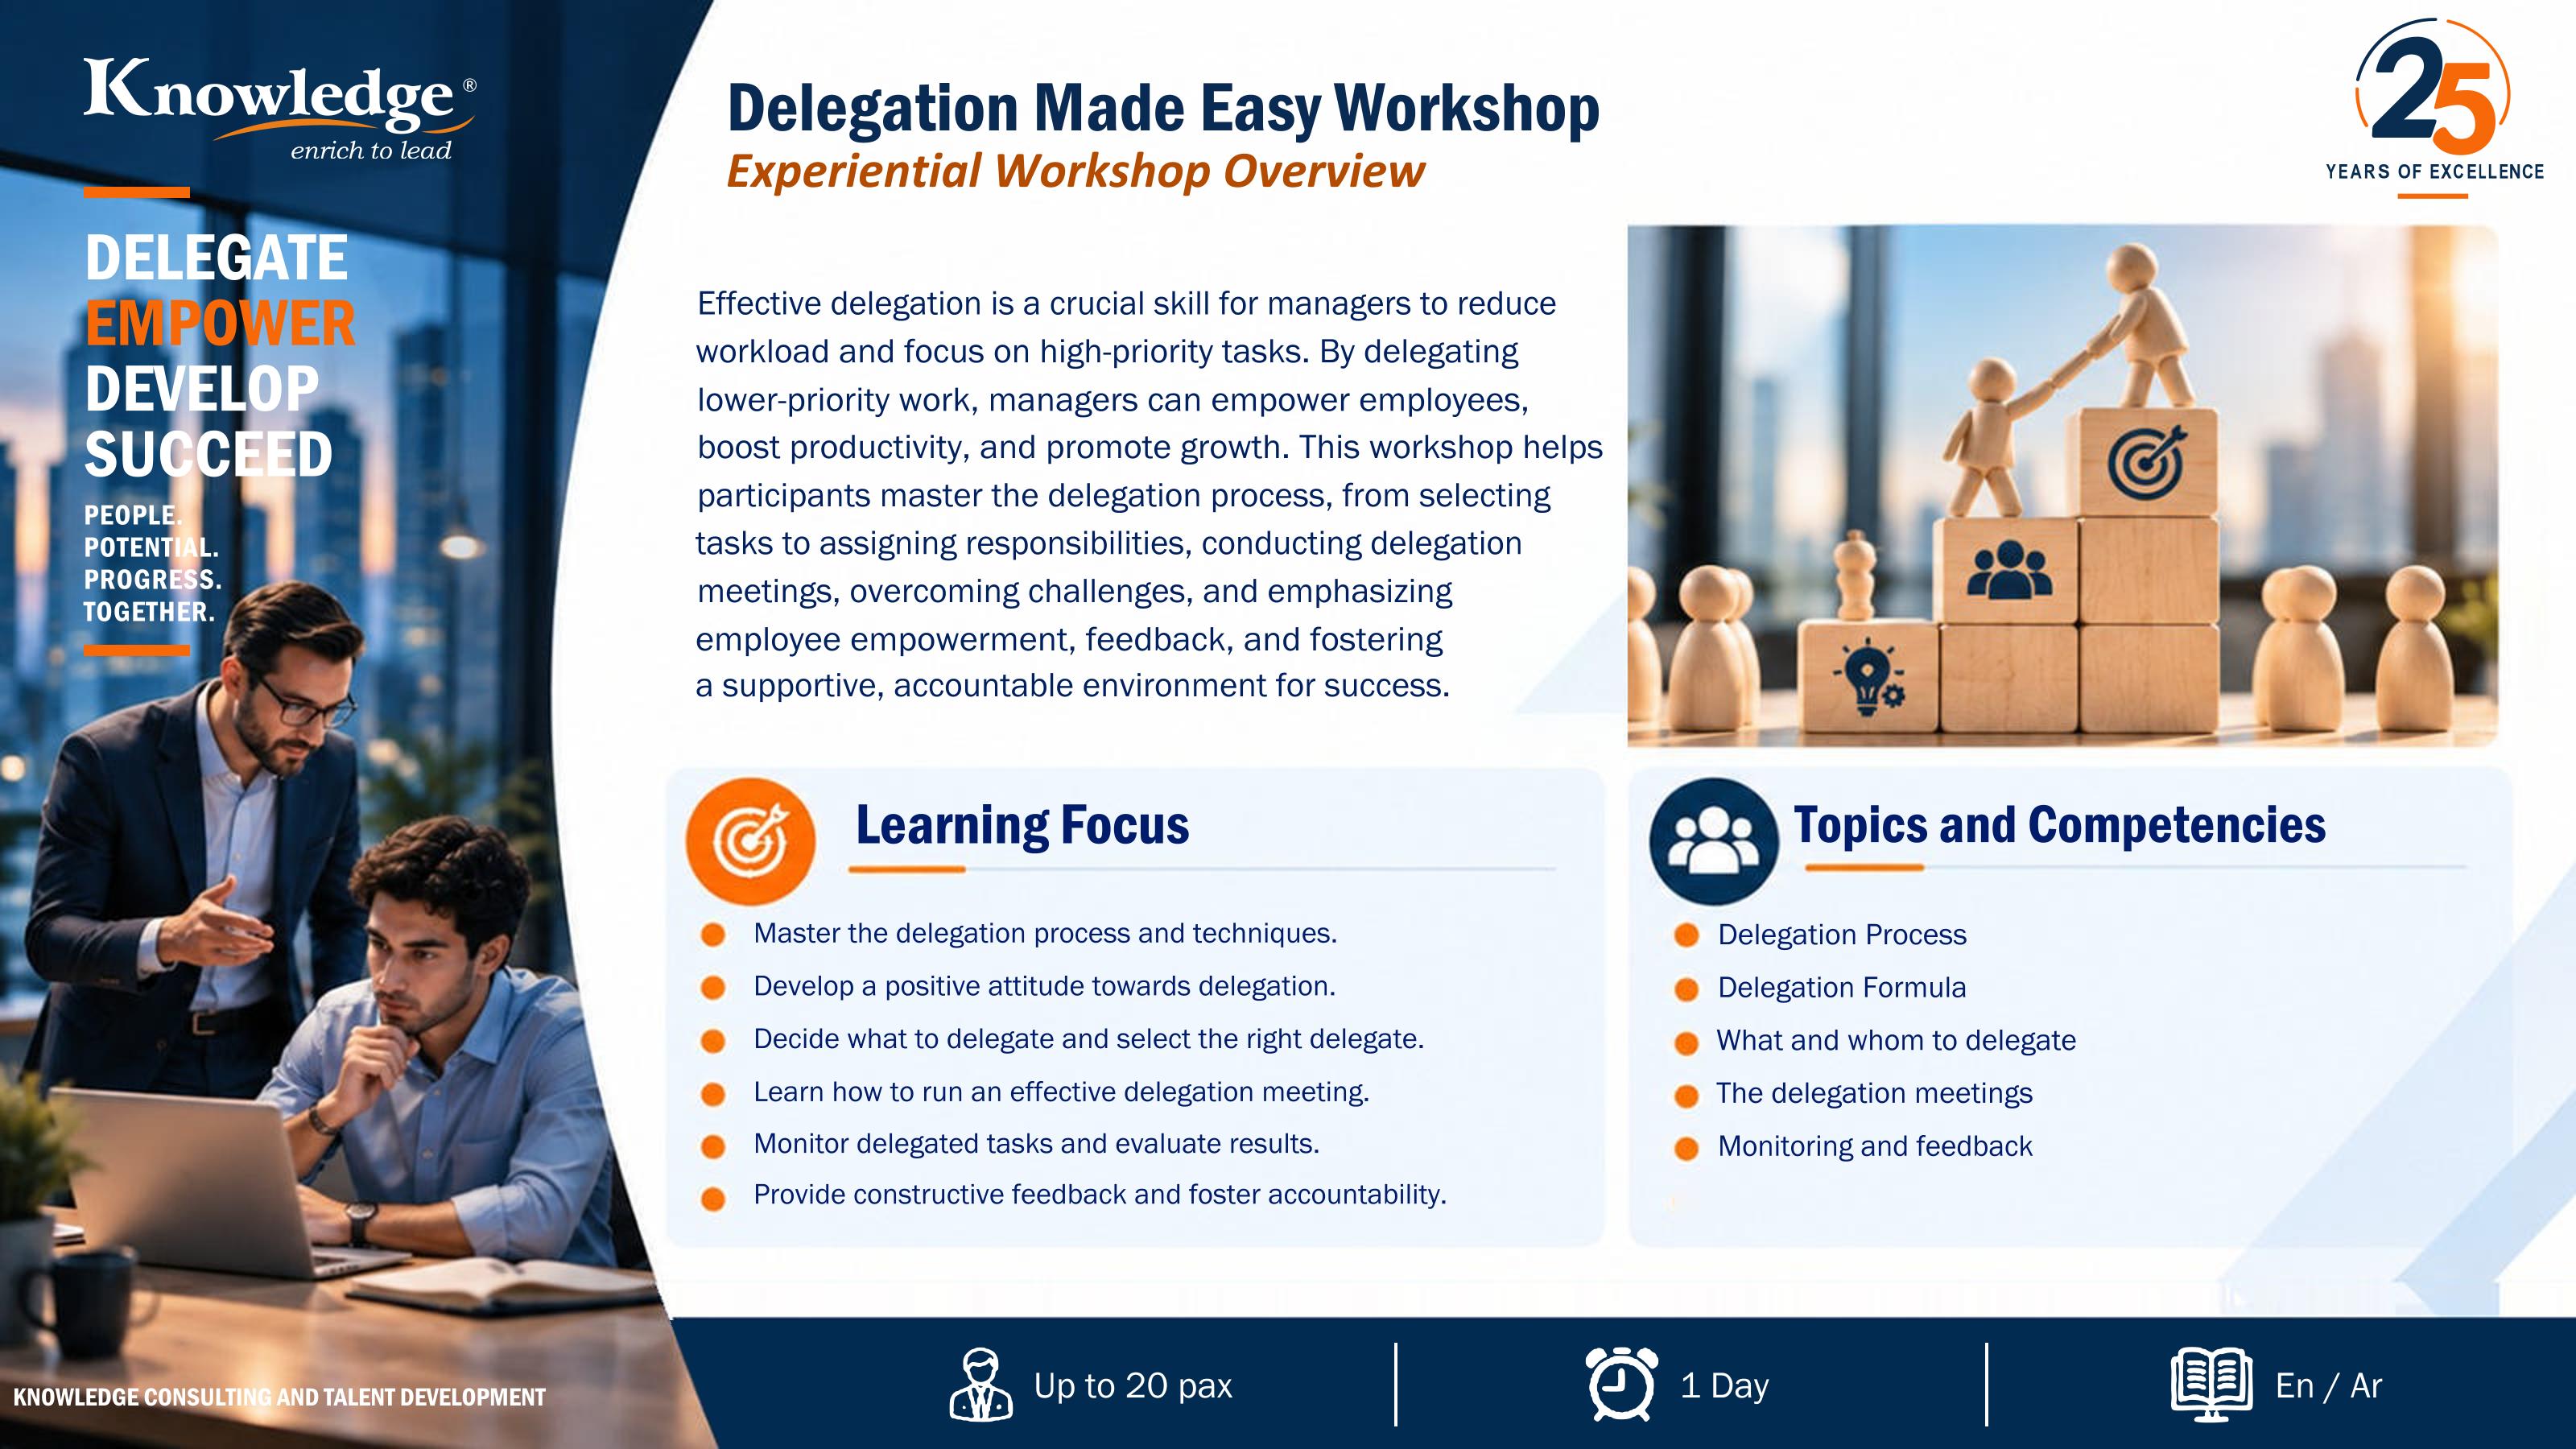 Knowledge®
enrich to lead
DELEGATE
EMPOWER
DEVELOP
SUCCEED
PEOPLE.
POTENTIAL.
PROGRESS.
TOGETHER.
KNOWLEDGE CONSULTING AND TALENT DEVELOPMENT
Delegation Made Easy Workshop
Experiential Workshop Overview
25
YEARS OF EXCELLENCE
Effective delegation is a crucial skill for managers to reduce
workload and focus on high-priority tasks. By delegating
lower-priority work, managers can empower employees,
boost productivity, and promote growth. This workshop helps
participants master the delegation process, from selecting
tasks to assigning responsibilities, conducting delegation
meetings, overcoming challenges, and emphasizing
employee empowerment, feedback, and fostering
a supportive, accountable environment for success.
Learning Focus
Master the delegation process and techniques.
Develop a positive attitude towards delegation.
Decide what to delegate and select the right delegate.
Learn how to run an effective delegation meeting.
Monitor delegated tasks and evaluate results.
Provide constructive feedback and foster accountability.
Topics and Competencies
Delegation Process
Delegation Formula
What and whom to delegate
The delegation meetings
Monitoring and feedback
Up to 20 pax
1 Day
En / Ar